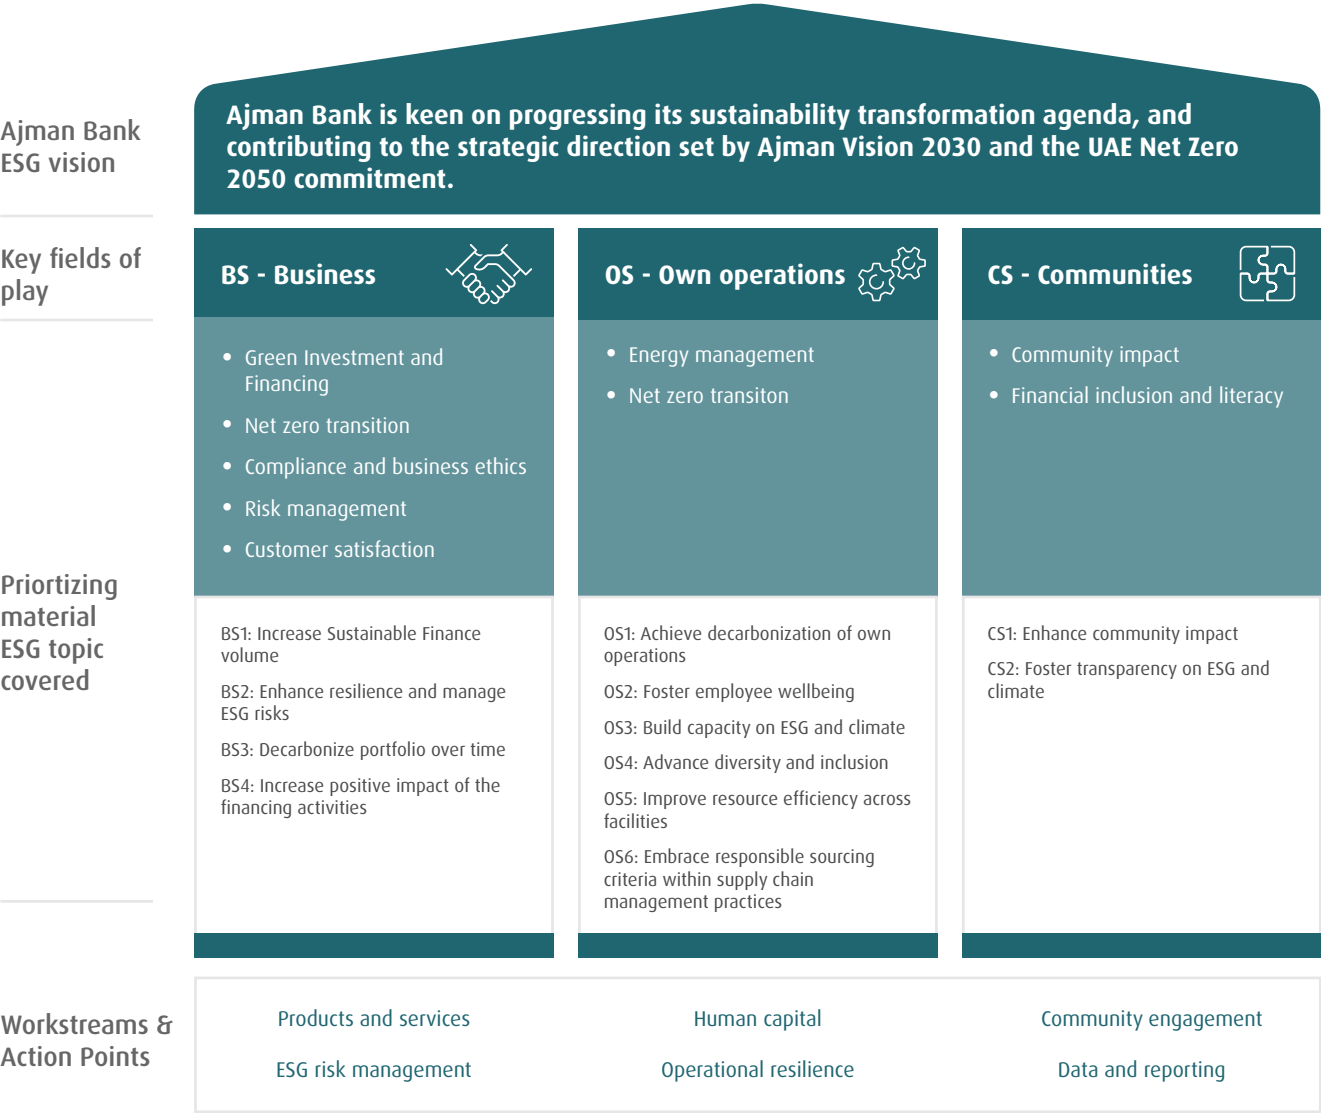 Ajman Bank
ESG vision
Ajman Bank is keen on progressing its sustainability transformation agenda, and
contributing to the strategic direction set by Ajman Vision 2030 and the UAE Net Zero
2050 commitment.
Key fields of
play
BS - Business
OS - Own operations
CS - Communities
Priortizing
material
ESG topic
covered
• Green Investment and
Financing
• Net zero transition
• Compliance and business ethics
• Risk management
• Customer satisfaction
• Energy management
• Net zero transiton
• Community impact
• Financial inclusion and literacy
BS1: Increase Sustainable Finance
volume
BS2: Enhance resilience and manage
ESG risks
BS3: Decarbonize portfolio over time
BS4: Increase positive impact of the
financing activities
OS1: Achieve decarbonization of own
operations
OS2: Foster employee wellbeing
OS3: Build capacity on ESG and climate
OS4: Advance diversity and inclusion
OS5: Improve resource efficiency across
facilities
OS6: Embrace responsible sourcing
criteria within supply chain
management practices
CS1: Enhance community impact
CS2: Foster transparency on ESG and
climate
Workstreams &
Action Points
Products and services
Human capital
Community engagement
ESG risk management
Operational resilience
Data and reporting